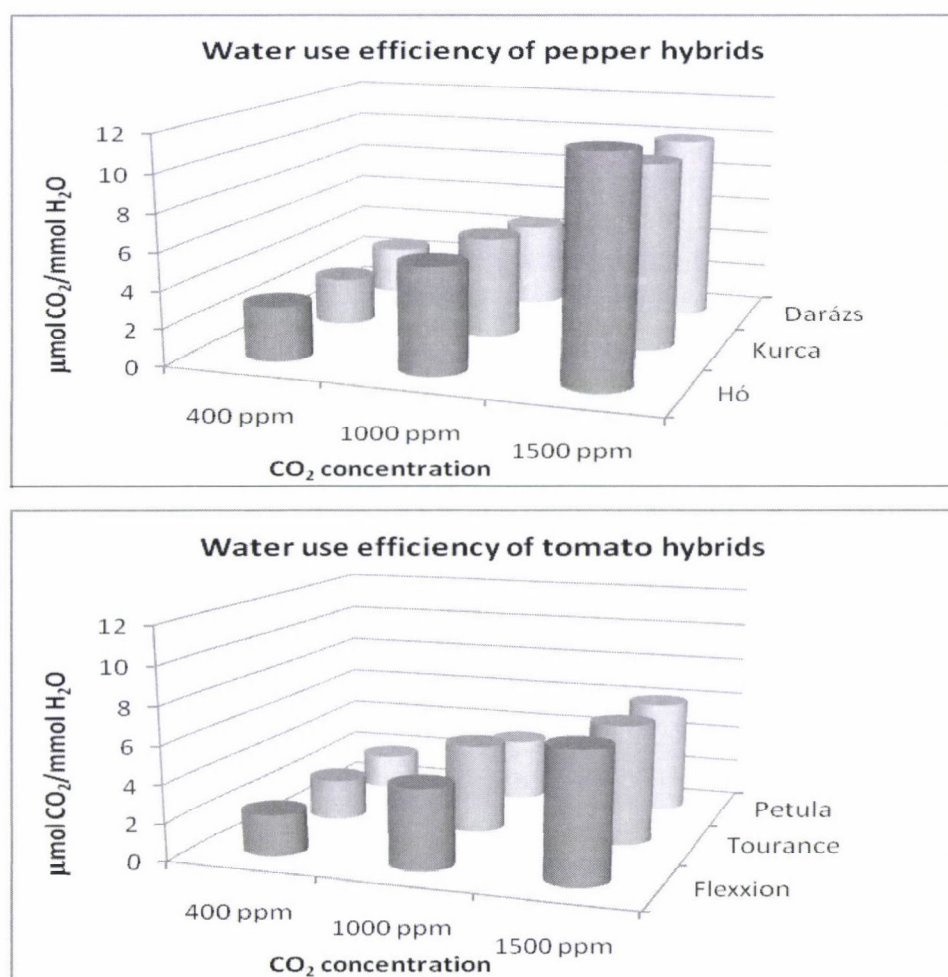 Water use efficiency of pepper hybrids
12
10
8
6
4
2
0
μmol CO₂/mmol H₂O
400 ppm
1000 ppm
1500 ppm
CO₂ concentration
Darázs
Kurca
Hó
Water use efficiency of tomato hybrids
12
10
8
6
4
2
0
μmol CO₂/mmol H₂O
400 ppm
1000 ppm
1500 ppm
CO₂ concentration
Petula
Tourance
Flexxion